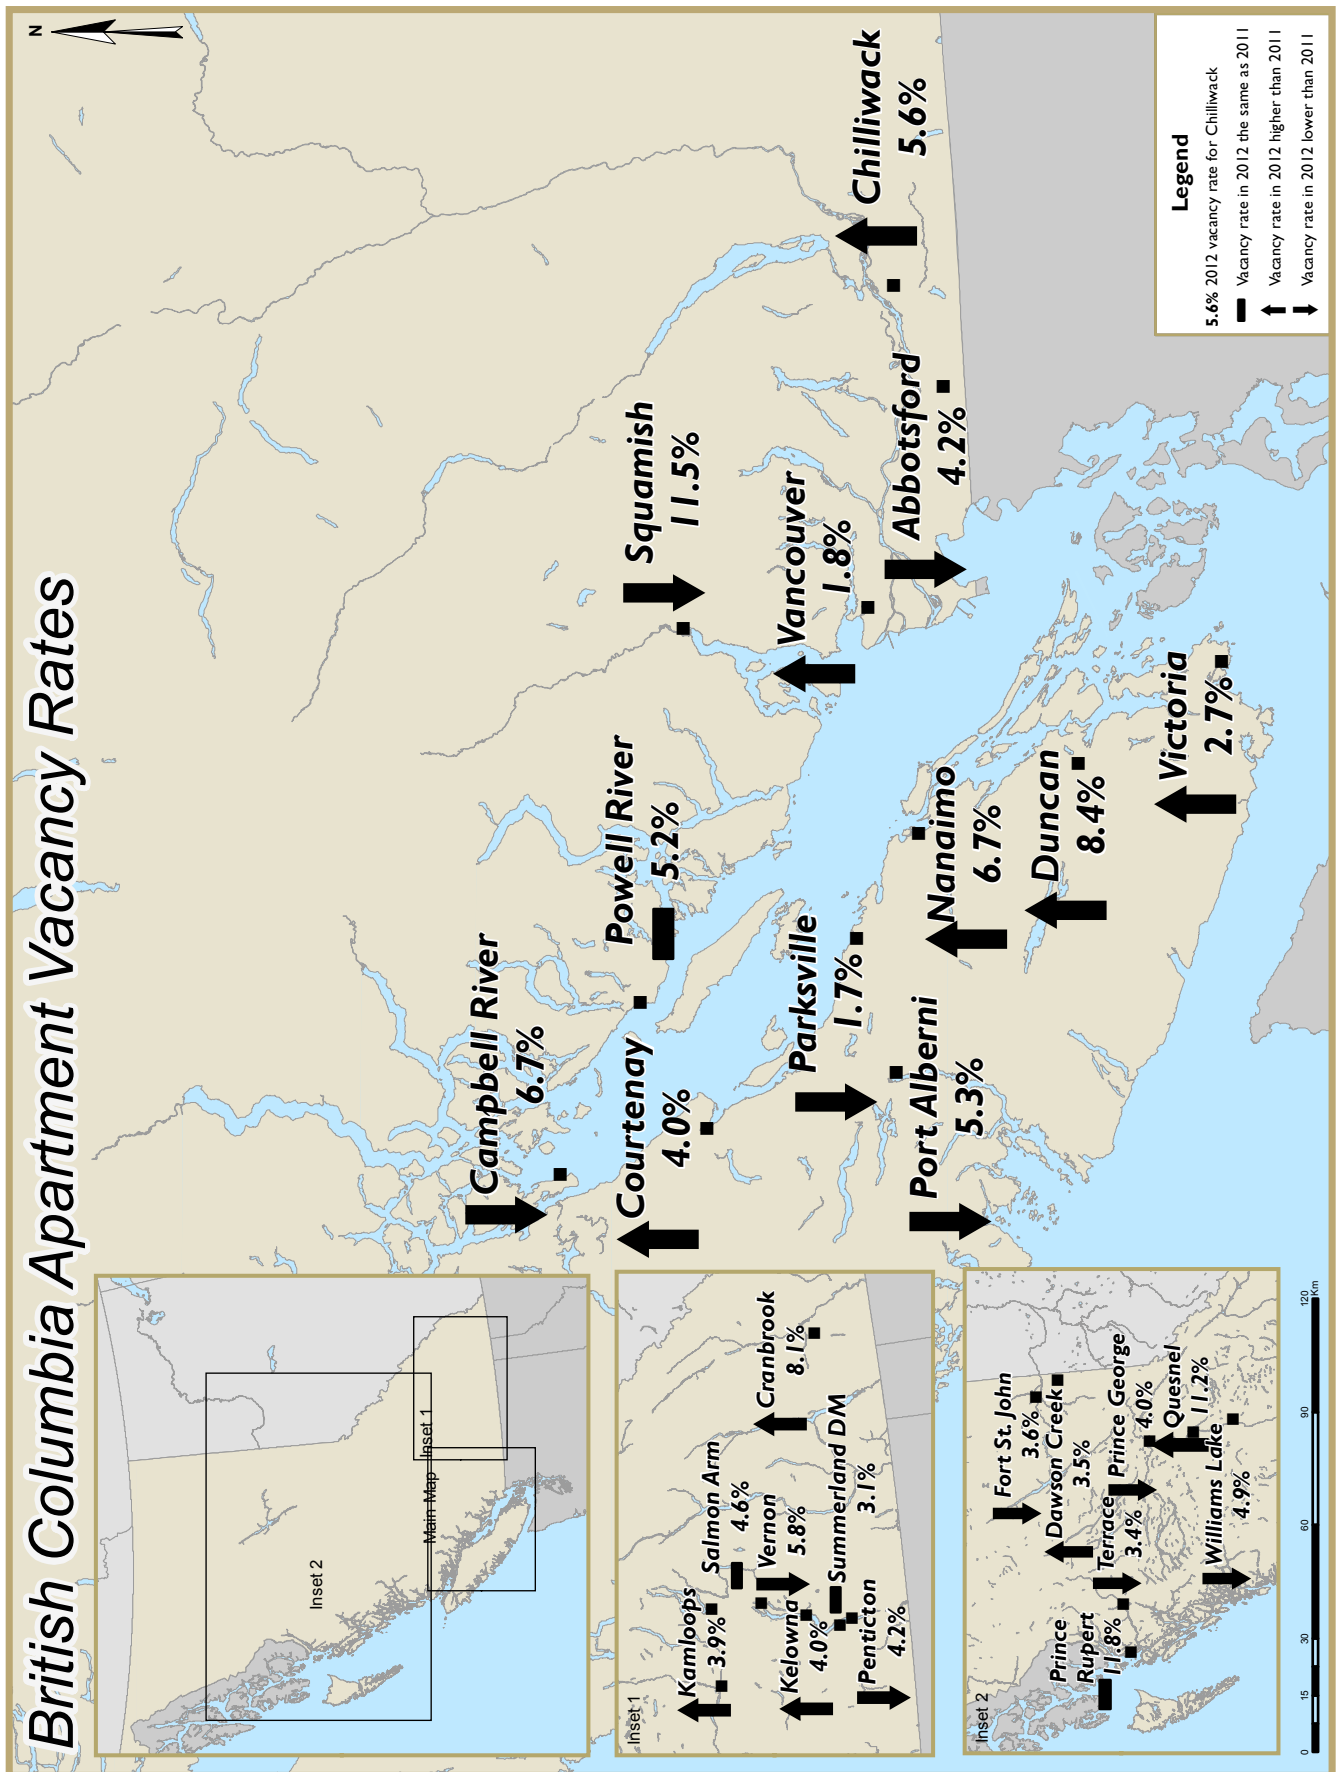 British Columbia Apartment Vacancy Rates
N
Campbell River
6.7%
Courtenay
4.0%
Powell River
5.2%
Squamish
11.5%
Vancouver
1.8%
Chilliwack
5.6%
Abbotsford
4.2%
Parksville
1.7%
Port Alberni
5.3%
Nanaimo
6.7%
Duncan
8.4%
Victoria
2.7%
Inset 2
Main Map
Inset 1
Inset 1
Kamloops
3.9%
Salmon Arm
4.6%
Vernon
5.8%
Kelowna
4.0%
Summerland DM
3.1%
Penticton
4.2%
Cranbrook
8.1%
Inset 2
Fort St. John
3.6%
Dawson Creek
3.5%
Prince George
4.0%
Terrace
3.4%
Prince
Rupert
11.8%
Quesnel
11.2%
Williams Lake
4.9%
0 15 30 60 90 120
Km
Legend
5.6% 2012 vacancy rate for Chilliwack
Vacancy rate in 2012 the same as 2011
Vacancy rate in 2012 higher than 2011
Vacancy rate in 2012 lower than 2011